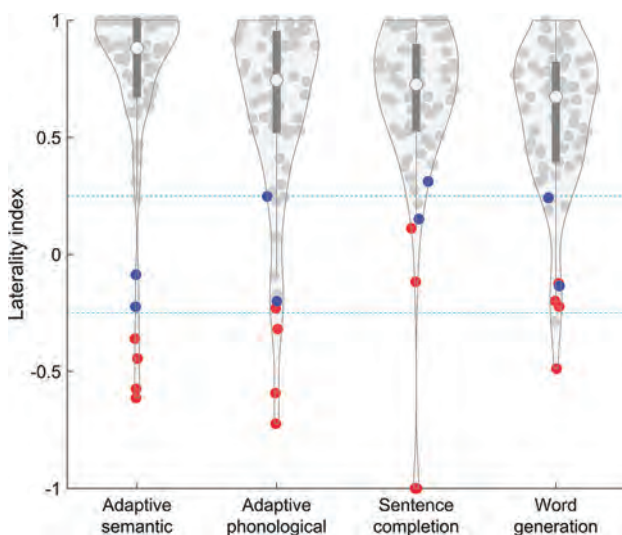 1
0.5
0
-0.5
-1
Laterality index
Adaptive
semantic
Adaptive
phonological
Sentence
completion
Word
generation